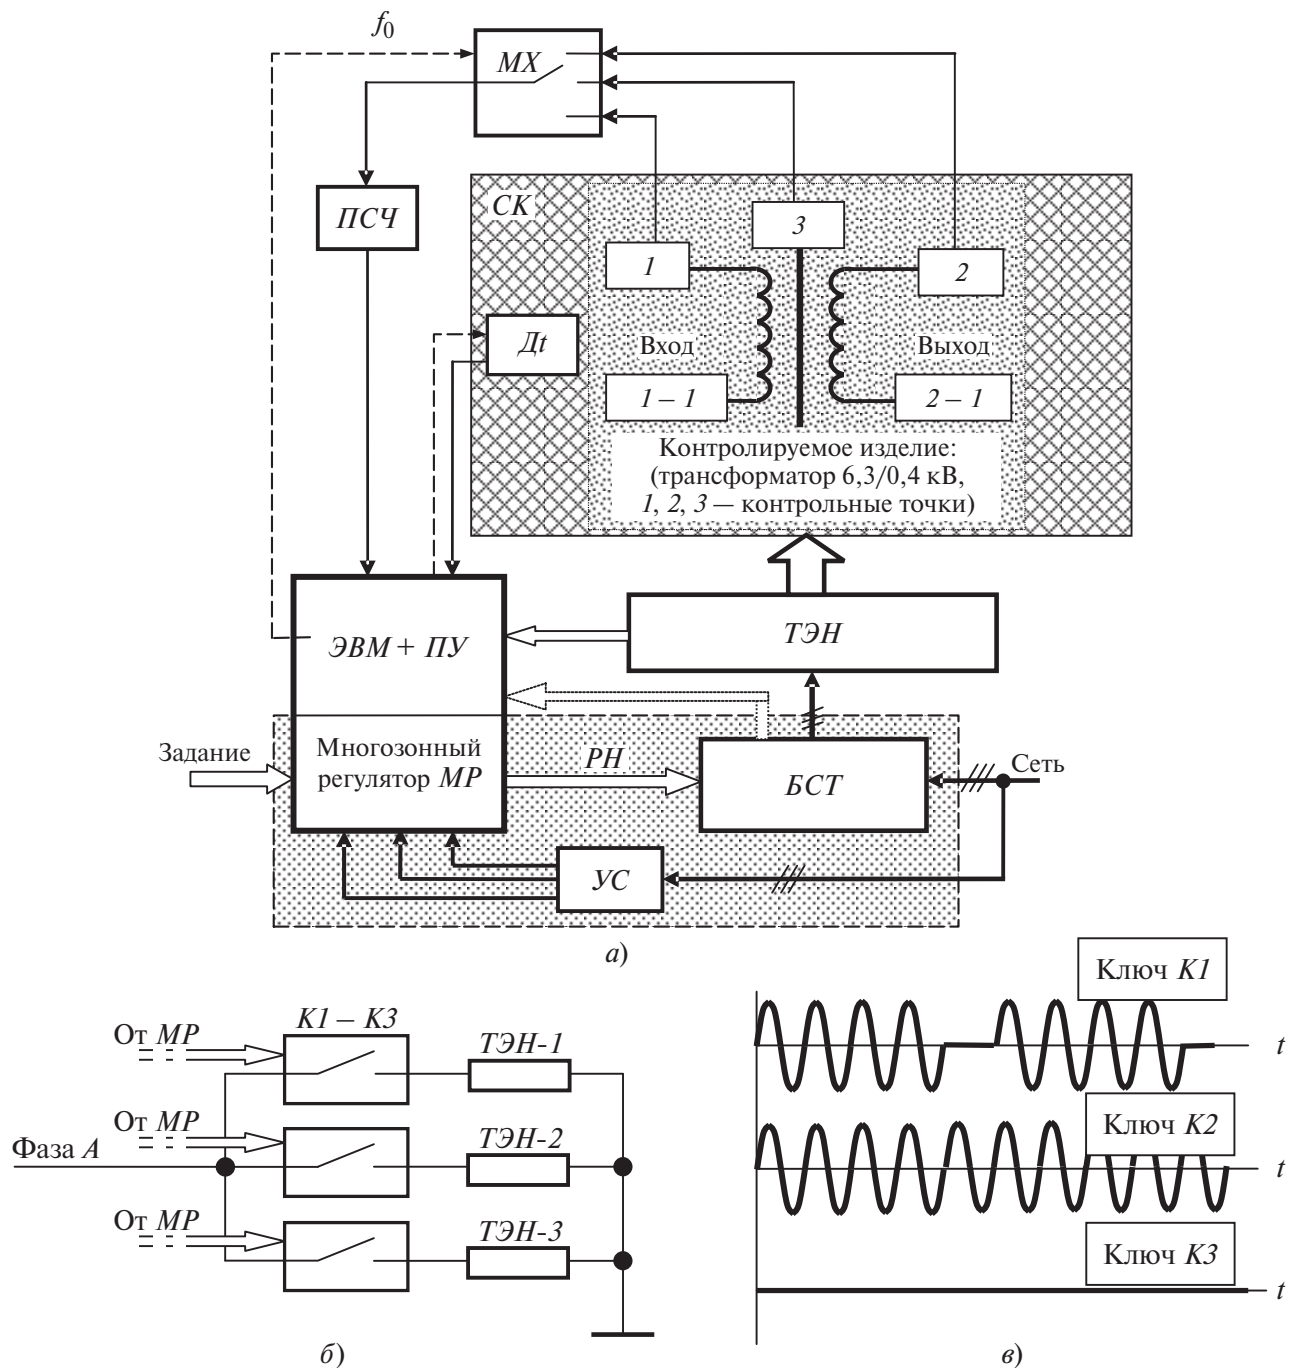 f0
МХ
ПСЧ
СК
3
1
2
Дt
Вход
Выход
1 – 1
2 – 1
Контролируемое изделие:
(трансформатор 6,3/0,4 кВ,
1, 2, 3 — контрольные точки)
ЭВМ + ПУ
ТЭН
Задание
Многозонный
регулятор МР
РН
БСТ
Сеть
УС
а)
От МР
К1 – К3
ТЭН-1
От МР
ТЭН-2
Фаза А
От МР
ТЭН-3
б)
Ключ К1
t
Ключ К2
t
Ключ К3
t
в)